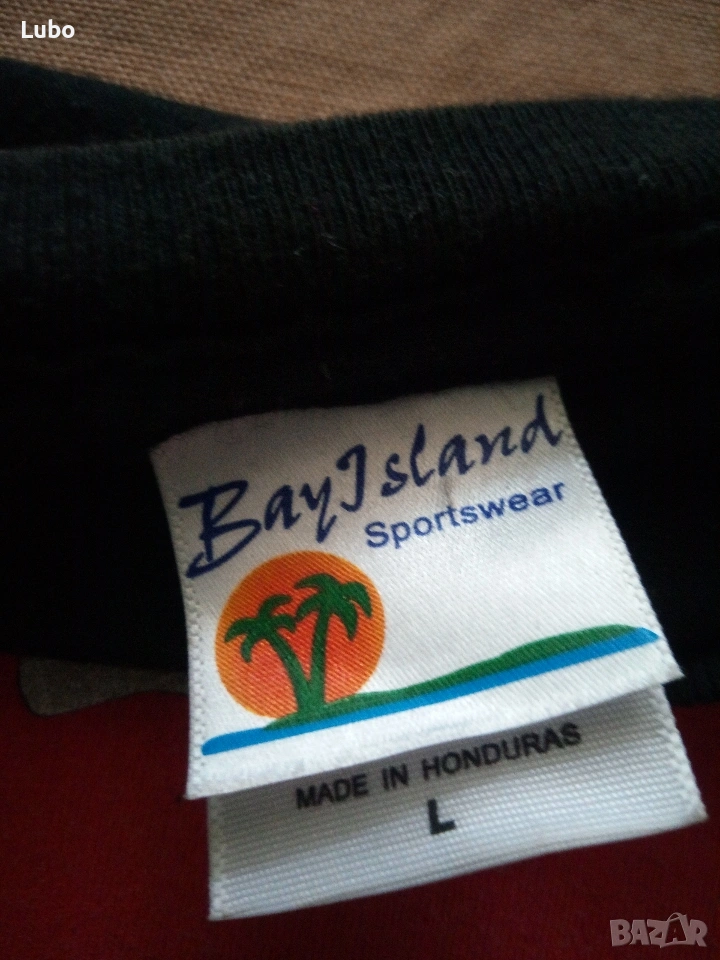 Lubo
BayIsland
Sportswear
MADE IN HONDURAS
L
BAZAR